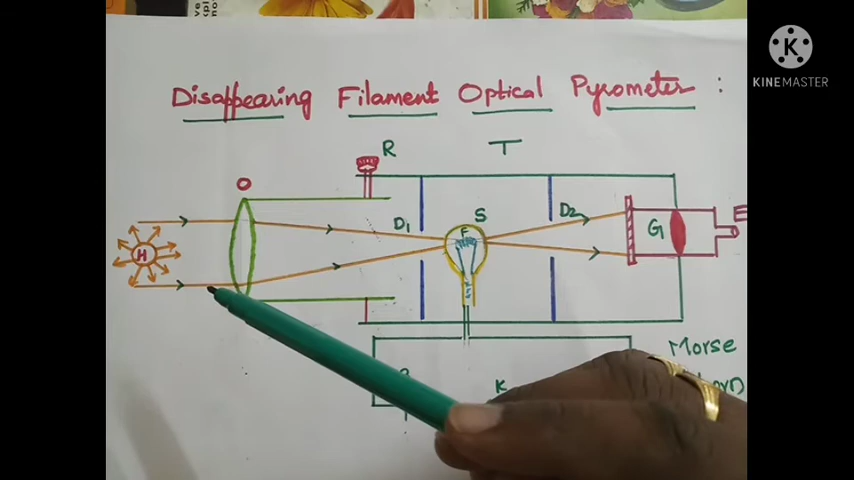 Disappearing Filament Optical Pyrometer :
K
KINEMASTER
R
T
O
D1
S
D2
F
H
G
E
Morse
K